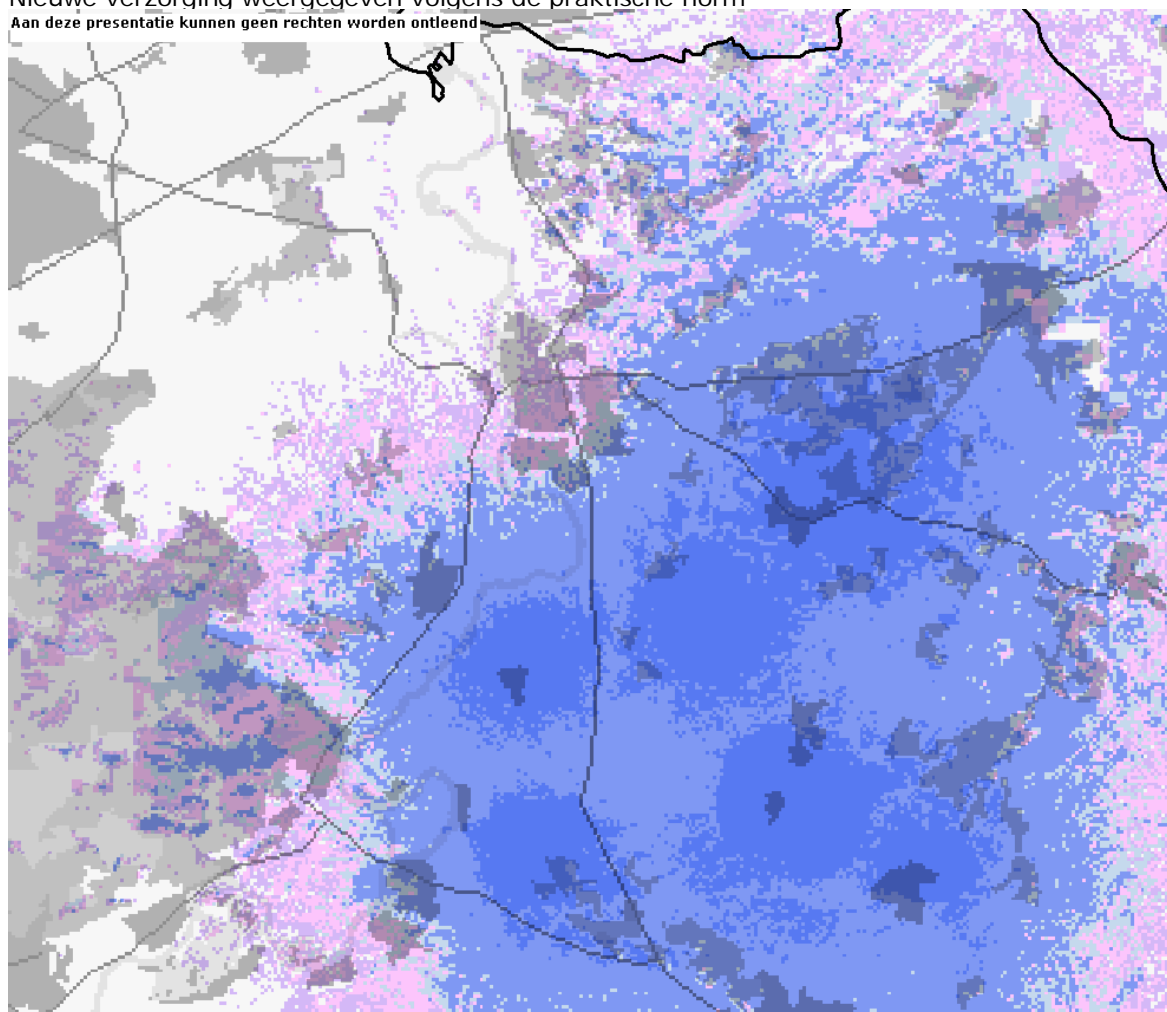 Nieuwe verzorging weergegeven volgens de praktische norm
Aan deze presentatie kunnen geen rechten worden ontleend